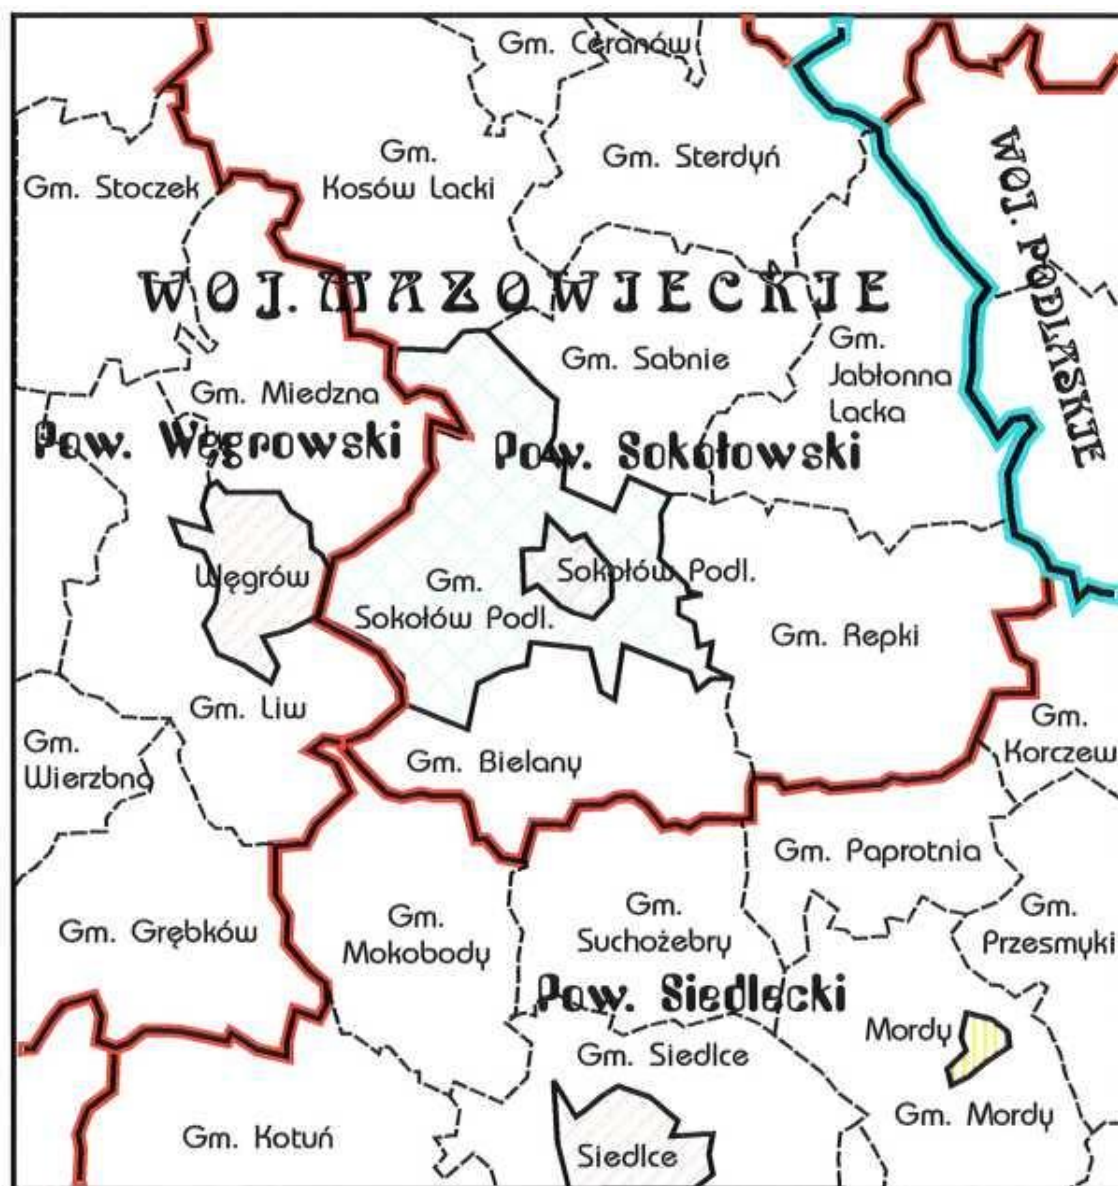 Gm. Ceranów
Gm.
Kosów Lacki
Gm. Sterdyń
Gm. Stoczek
WOJ. PODLASKIE
WOJ. MAZOWIECKIE
Gm. Sabnie
Gm.
Jabłonna
Lacka
Gm. Miedzna
Pow. Węgrowski
Pow. Sokołowski
Węgrów
Gm.
Sokołów Podl.
Sokołów Podl.
Gm. Repki
Gm. Liw
Gm.
Wierzbno
Gm. Bielany
Gm.
Korczew
Gm. Paprotnia
Gm. Grębków
Gm.
Mokobody
Gm.
Suchożebry
Gm.
Przesmyki
Pow. Siedlecki
Mordy
Gm. Siedlce
Gm. Mordy
Gm. Kotuń
Siedlce